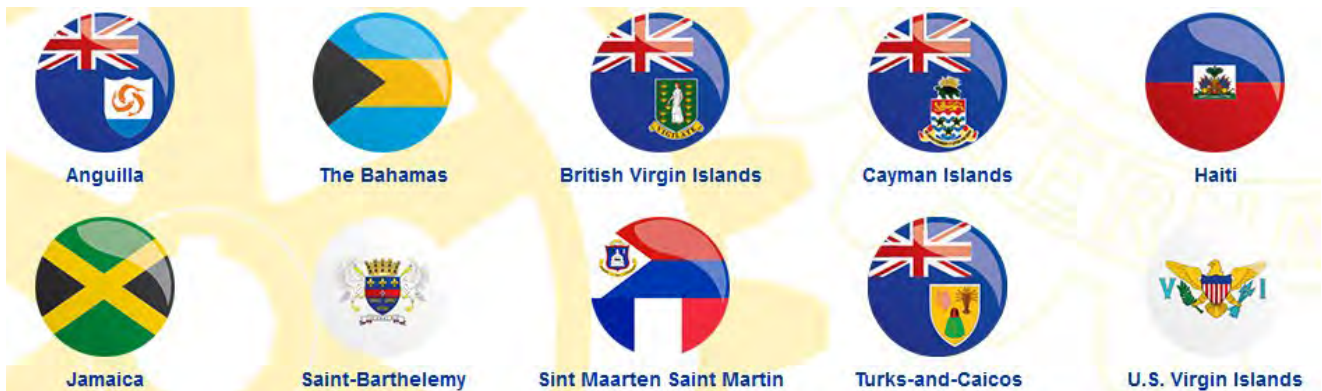 VIGILATE
Anguilla
The Bahamas
British Virgin Islands
Cayman Islands
Haiti
V I
Jamaica
Saint-Barthelemy
Sint Maarten Saint Martin
Turks-and-Caicos
U.S. Virgin Islands